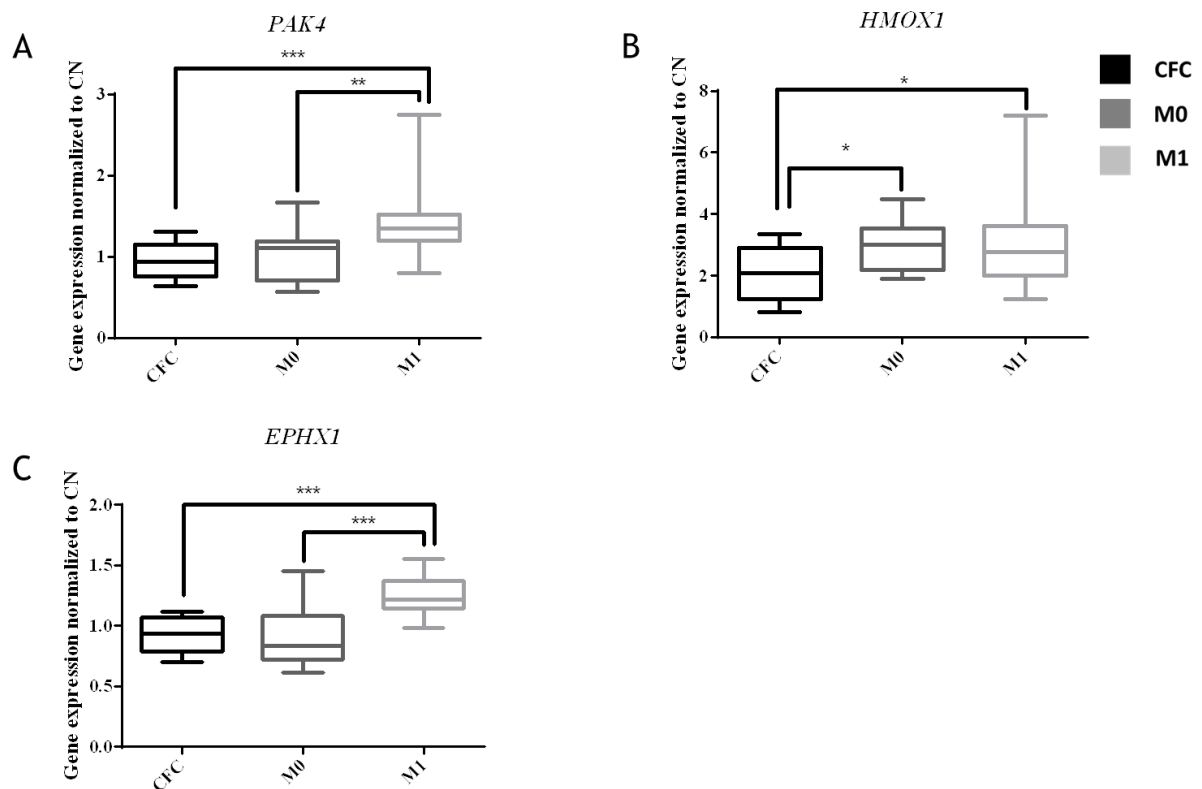 A
PAK4
Gene expression normalized to CN
3
2
1
0
***
**
CFC
M0
M1
B
HMOX1
Gene expression normalized to CN
8
6
4
2
0
*
*
CFC
M0
M1
CFC
M0
M1
C
EPHX1
Gene expression normalized to CN
2.0
1.5
1.0
0.5
0.0
***
***
CFC
M0
M1